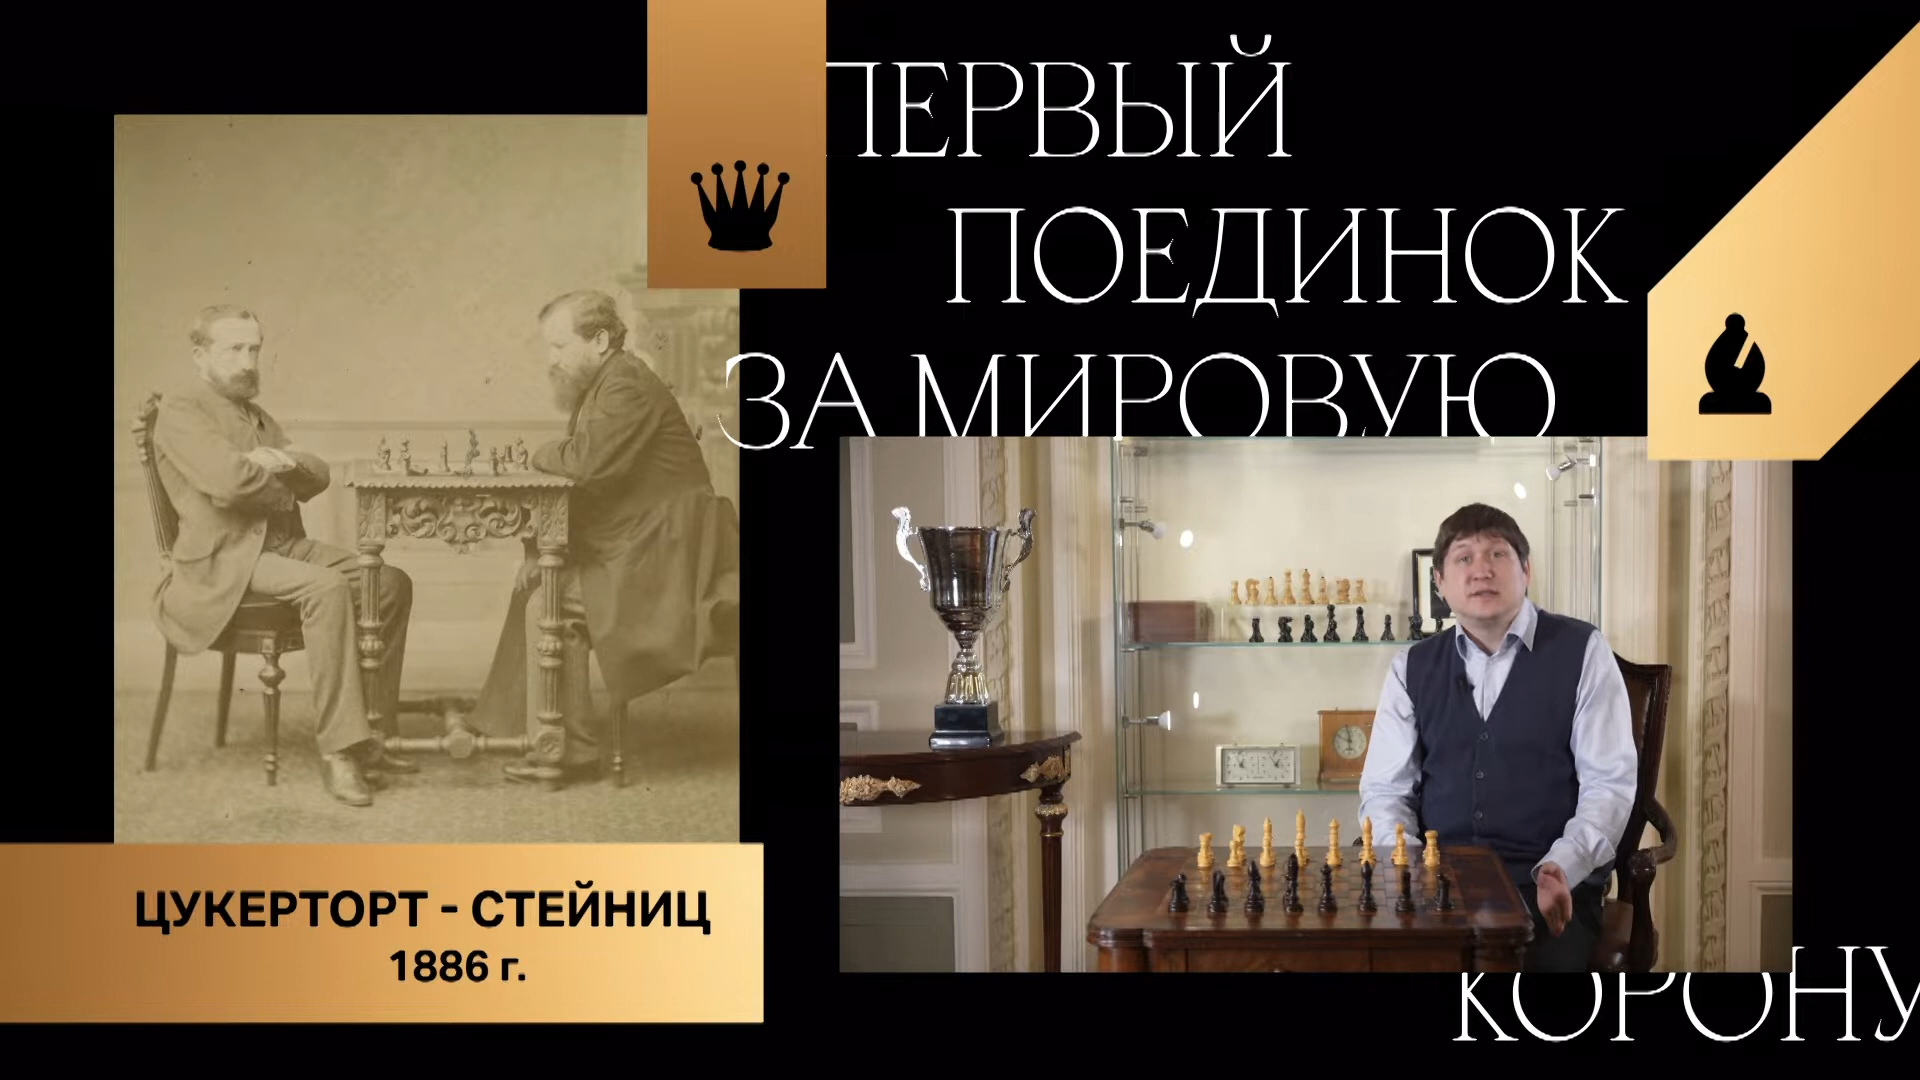 ПЕРВЫЙ
ПОЕДИНОК
ЗА МИРОВУЮ
КОРОНУ
ЦУКЕРТОРТ - СТЕЙНИЦ
1886 г.